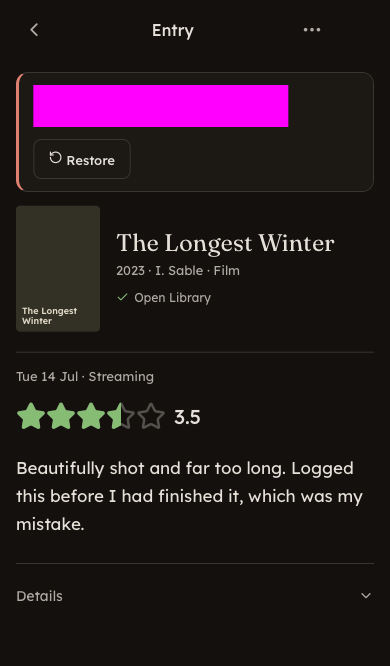 Entry
Restore
The Longest Winter
2023 · I. Sable · Film
Open Library
The Longest
Winter
Tue 14 Jul · Streaming
3.5
Beautifully shot and far too long. Logged
this before I had finished it, which was my
mistake.
Details